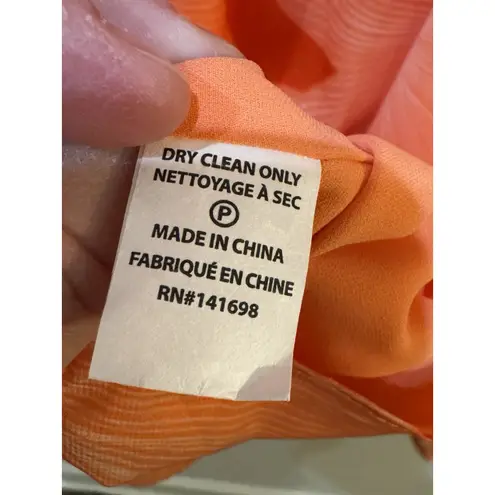 DRY CLEAN ONLY
NETTOYAGE À SEC
P
MADE IN CHINA
FABRIQUÉ EN CHINE
RN#141698